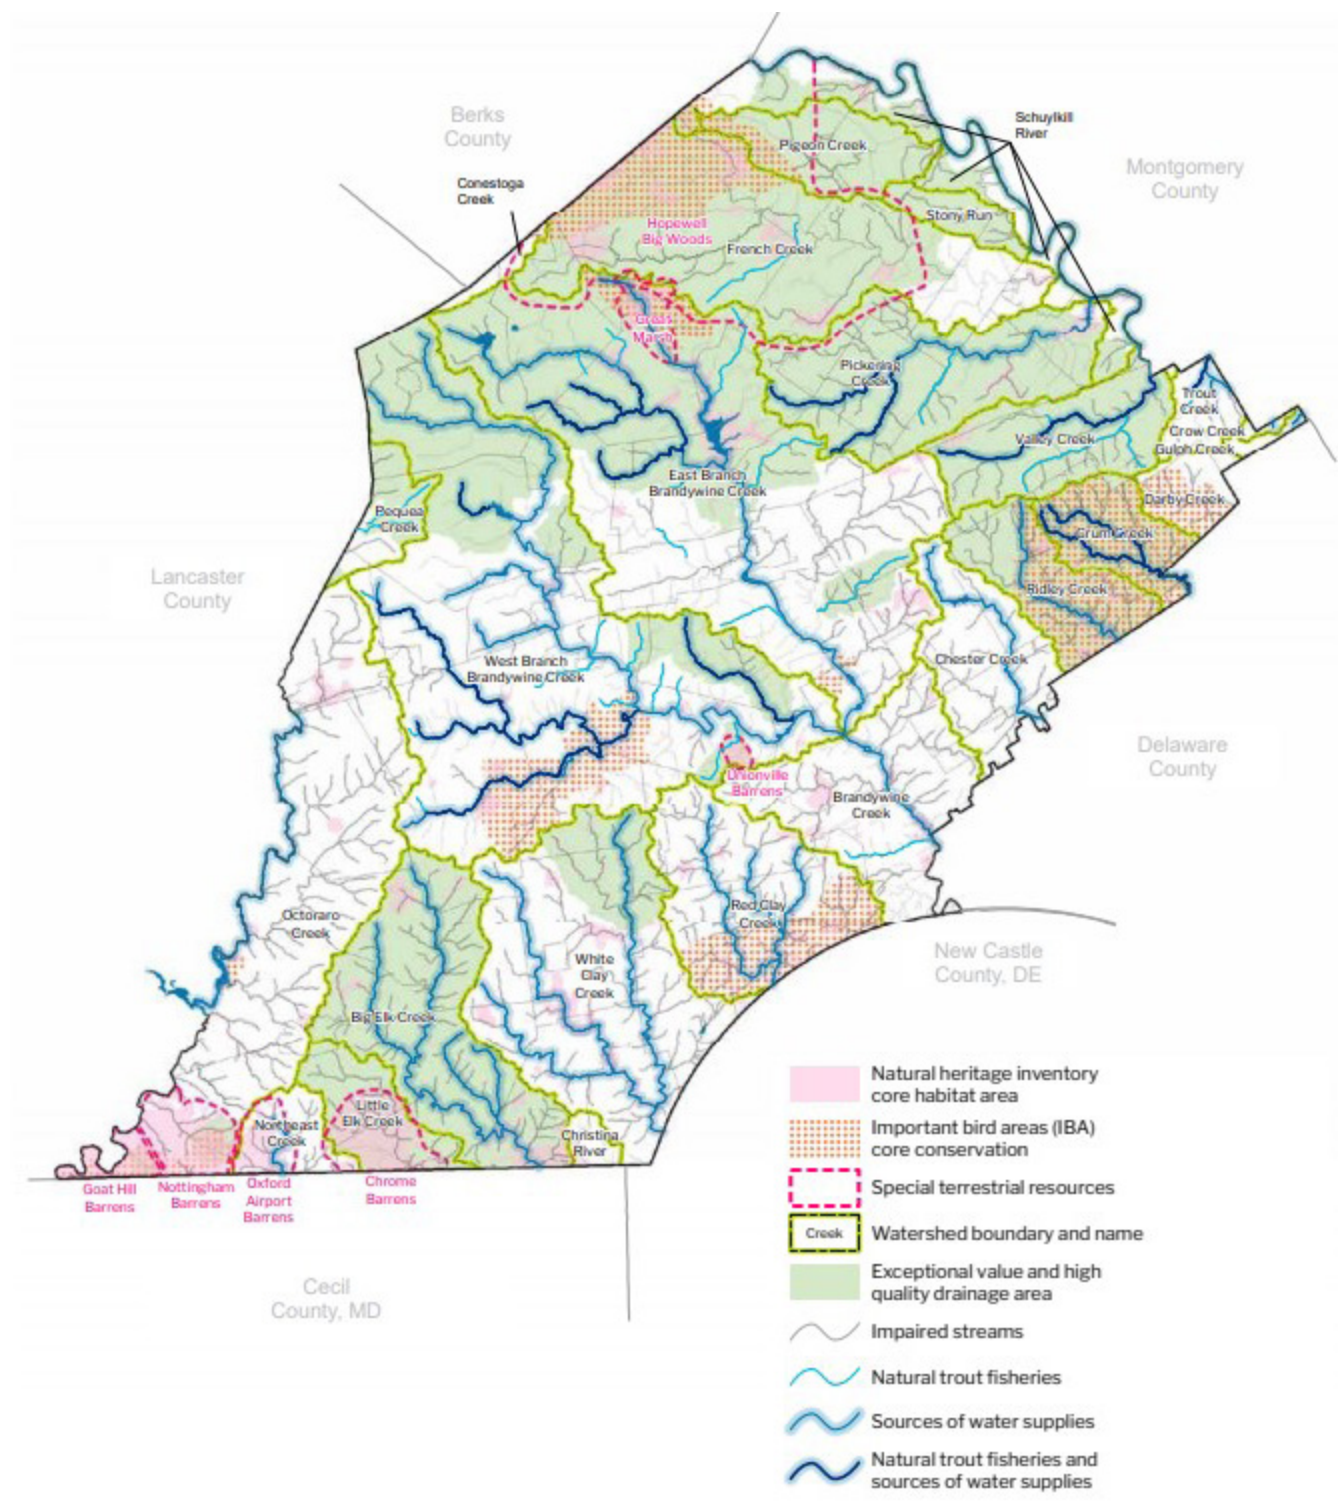 Berks
County
Schuylkill
River
Pigeon Creek
Montgomery
County
Conestoga
Creek
Stony Run
Hopewell
Big Woods
French Creek
Great
Marsh
Pickering
Creek
Trout
Creek
Crow Creek
Valley Creek
Gulph Creek
East Branch
Brandywine Creek
Darby Creek
Pequea
Creek
Crum Creek
Lancaster
County
Ridley Creek
West Branch
Brandywine Creek
Chester Creek
Delaware
County
Unionville
Barrens
Brandywine
Creek
Octoraro
Creek
Red Clay
Creek
White
Clay
Creek
New Castle
County, DE
Big Elk Creek
Little
Elk Creek
Northeast
Creek
Christina
River
Goat Hill
Barrens
Nottingham
Barrens
Oxford
Airport
Barrens
Chrome
Barrens
Cecil
County, MD
Natural heritage inventory
core habitat area
Important bird areas (IBA)
core conservation
Special terrestrial resources
Creek
Watershed boundary and name
Exceptional value and high
quality drainage area
Impaired streams
Natural trout fisheries
Sources of water supplies
Natural trout fisheries and
sources of water supplies